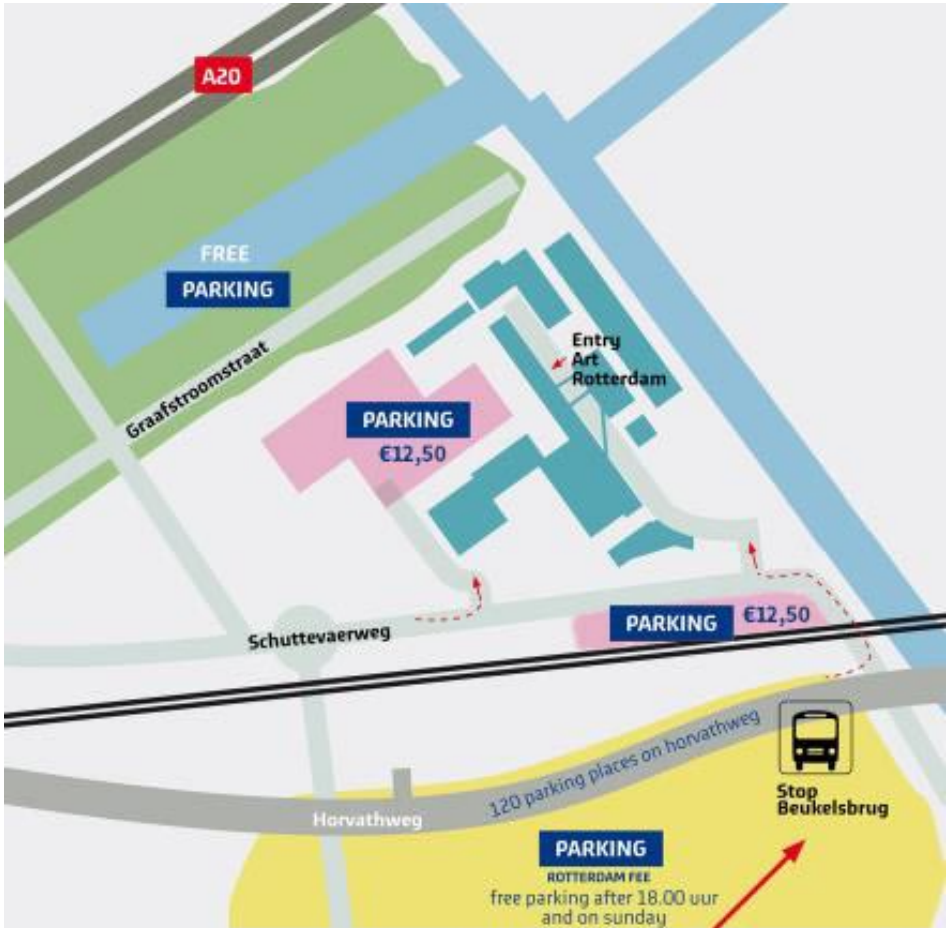 A20
FREE
PARKING
Graafstroomstraat
Entry
Art
Rotterdam
PARKING
€12,50
Schuttevaerweg
PARKING
€12,50
120 parking places on horvathweg
Stop
Beukelsbrug
Horvathweg
PARKING
ROTTERDAM FEE
free parking after 18.00 uur
and on sunday